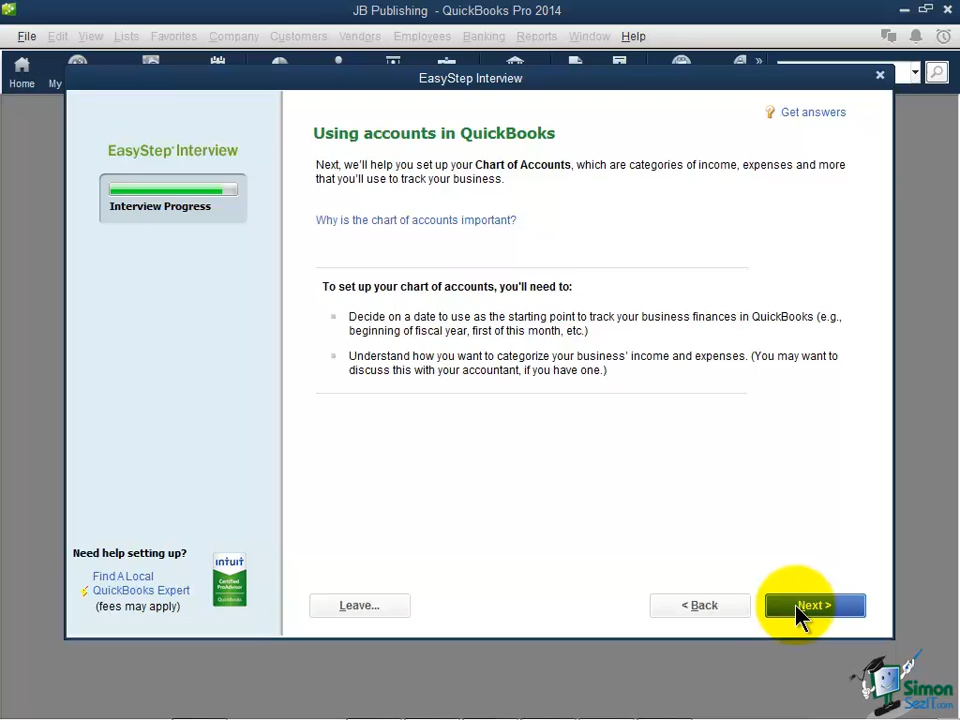 JB Publishing - QuickBooks Pro 2014
File Edit View Lists Favorites Company Customers Vendors Employees Banking Reports Window Help
Home My
»
EasyStep Interview
Get answers
EasyStep Interview
Interview Progress
Using accounts in QuickBooks
Next, we'll help you set up your Chart of Accounts, which are categories of income, expenses and more
that you'll use to track your business.
Why is the chart of accounts important?
To set up your chart of accounts, you'll need to:
Decide on a date to use as the starting point to track your business finances in QuickBooks (e.g.,
beginning of fiscal year, first of this month, etc.)
Understand how you want to categorize your business' income and expenses. (You may want to
discuss this with your accountant, if you have one.)
Need help setting up?
Find A Local
QuickBooks Expert
(fees may apply)
intuit
Certified
ProAdvisor
QuickBooks
Leave...
< Back
Next >
Simon
SezIT.com